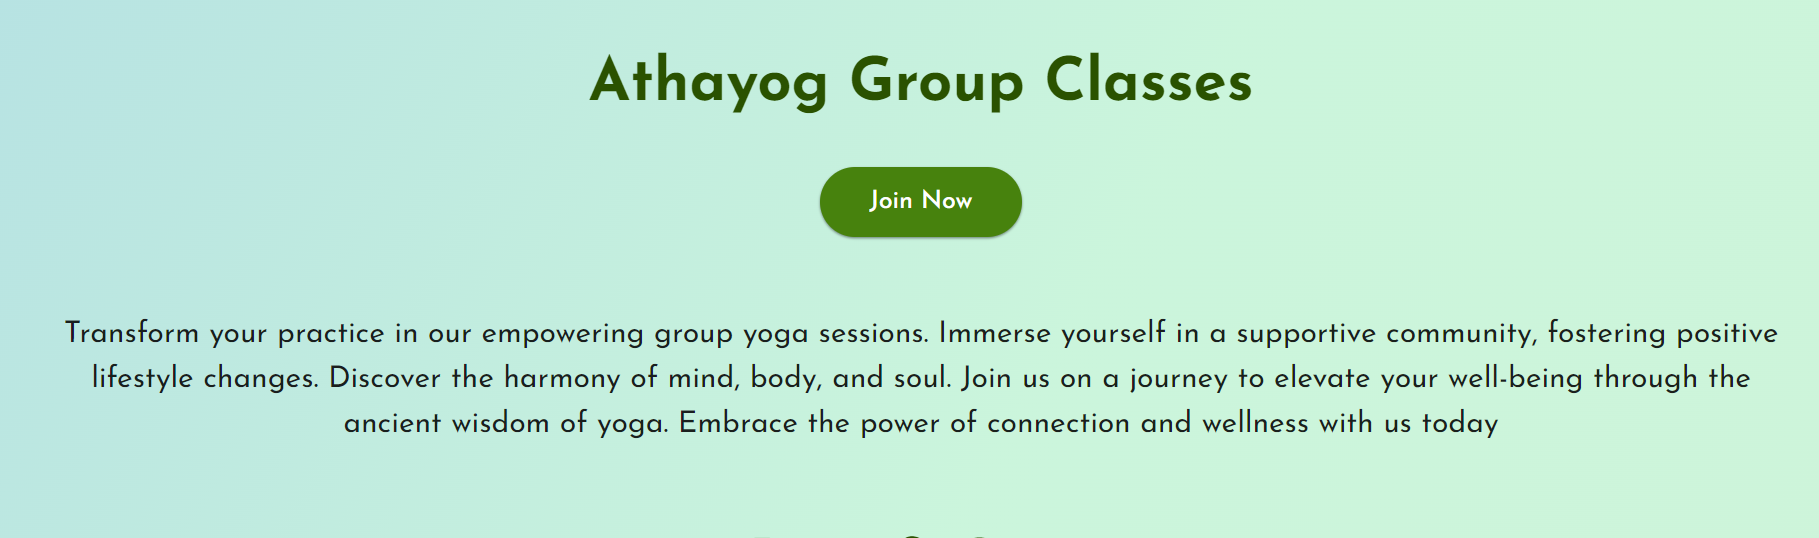 Athayog Group Classes
Join Now
Transform your practice in our empowering group yoga sessions. Immerse yourself in a supportive community, fostering positive
lifestyle changes. Discover the harmony of mind, body, and soul. Join us on a journey to elevate your well-being through the
ancient wisdom of yoga. Embrace the power of connection and wellness with us today